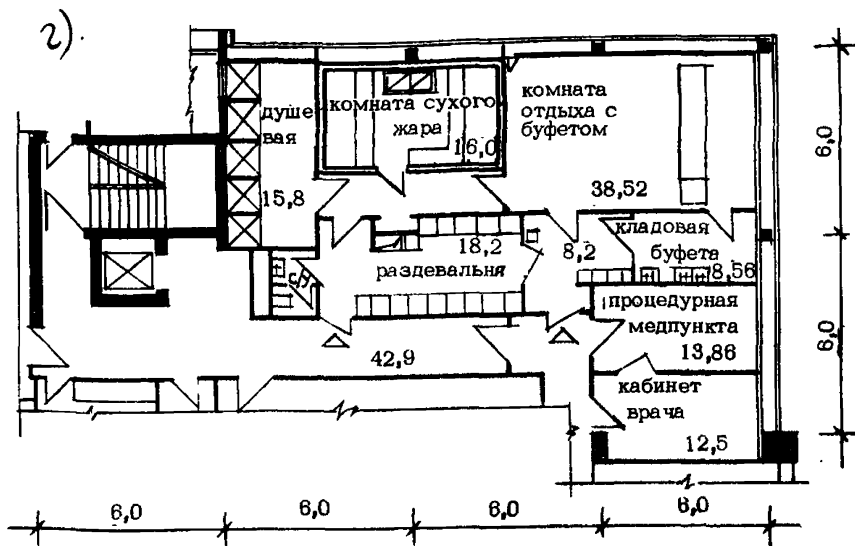 г).
душе-
вая
15,8
комната сухого
жара
16,0
комната
отдыха с
буфетом
38,52
6,0
18,2
раздевальня
8,2
кладовая
буфета
8,56
процедурная
медпункта
13,86
6,0
42,9
кабинет
врача
12,5
6,0
6,0
6,0
6,0